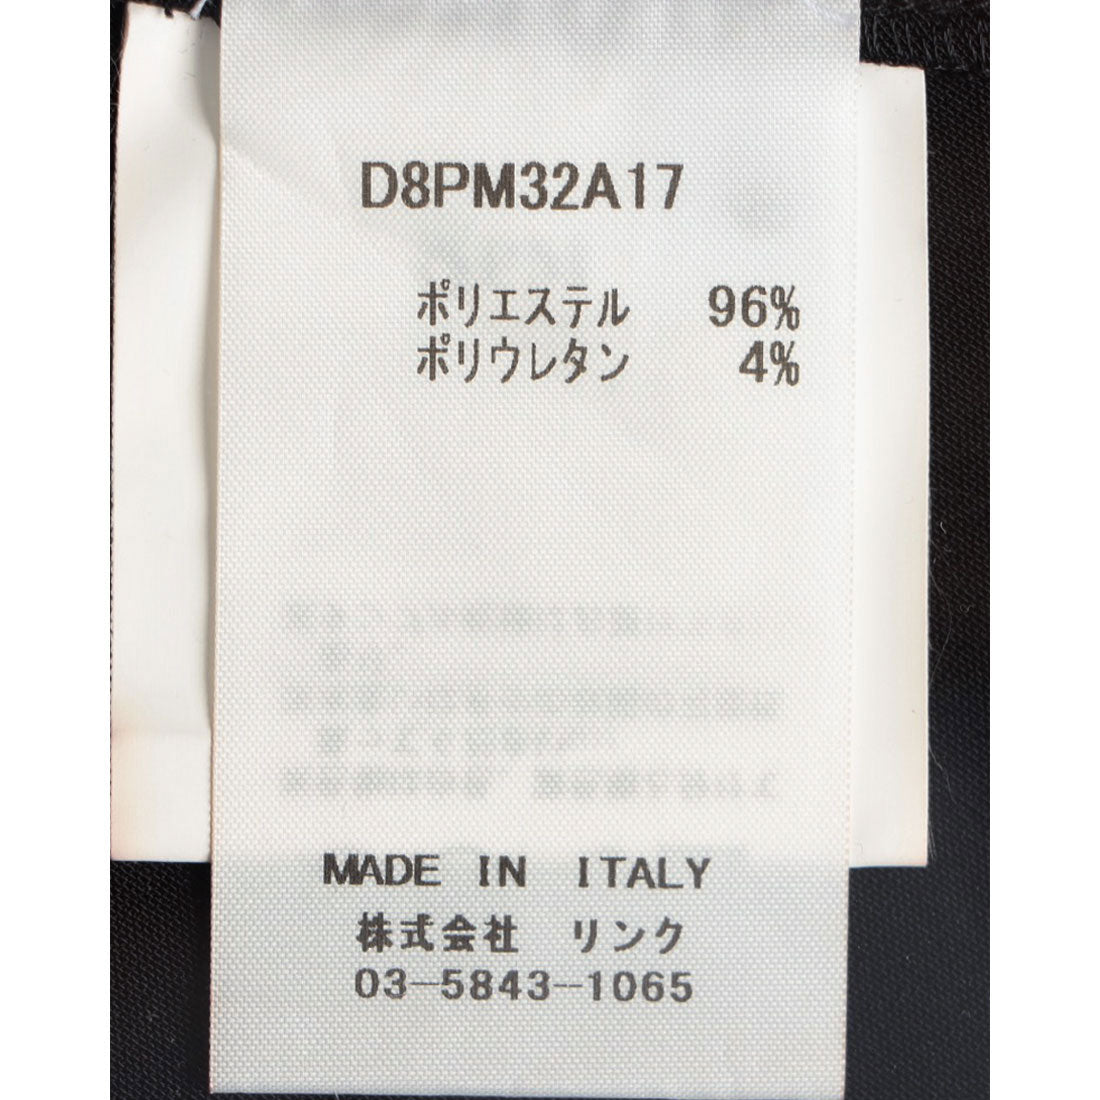 D8PM32A17
ポリエステル 96%
ポリウレタン 4%
MADE IN ITALY
株式会社 リンク
03-5843-1065